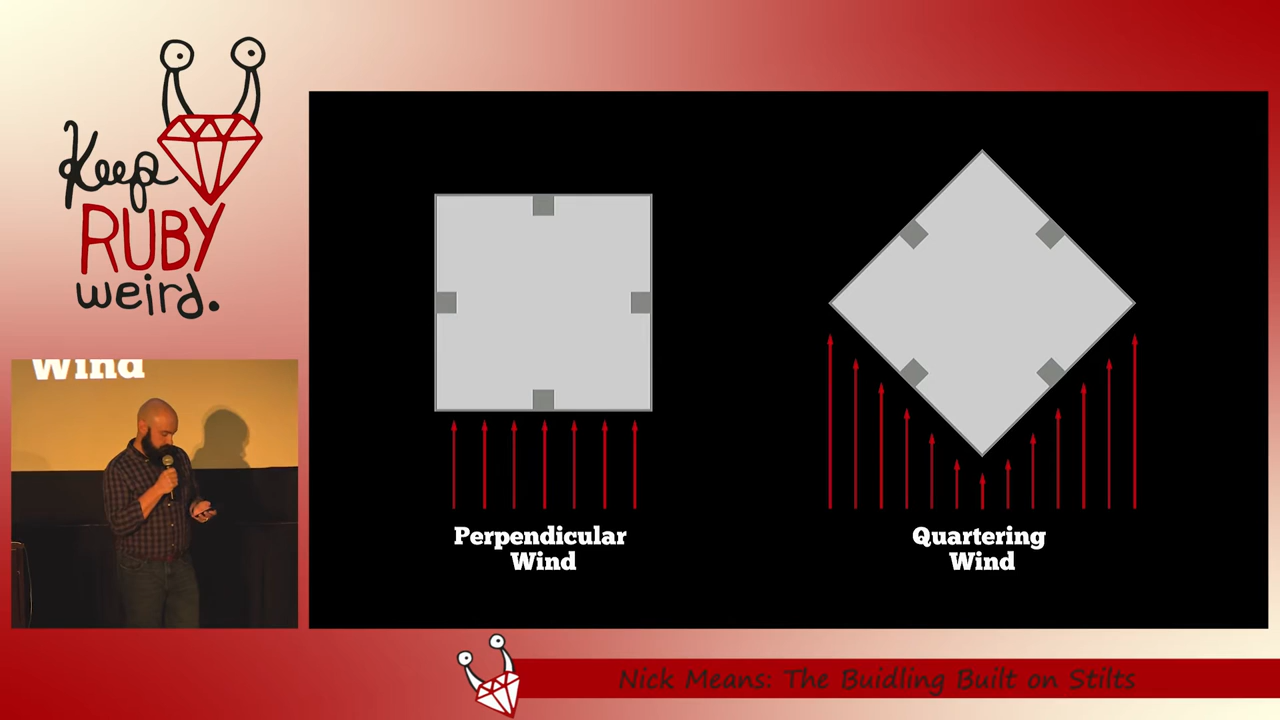 Keep
RUBY
weird.
Wind
Perpendicular
Wind
Quartering
Wind
Nick Means: The Buidling Built on Stilts